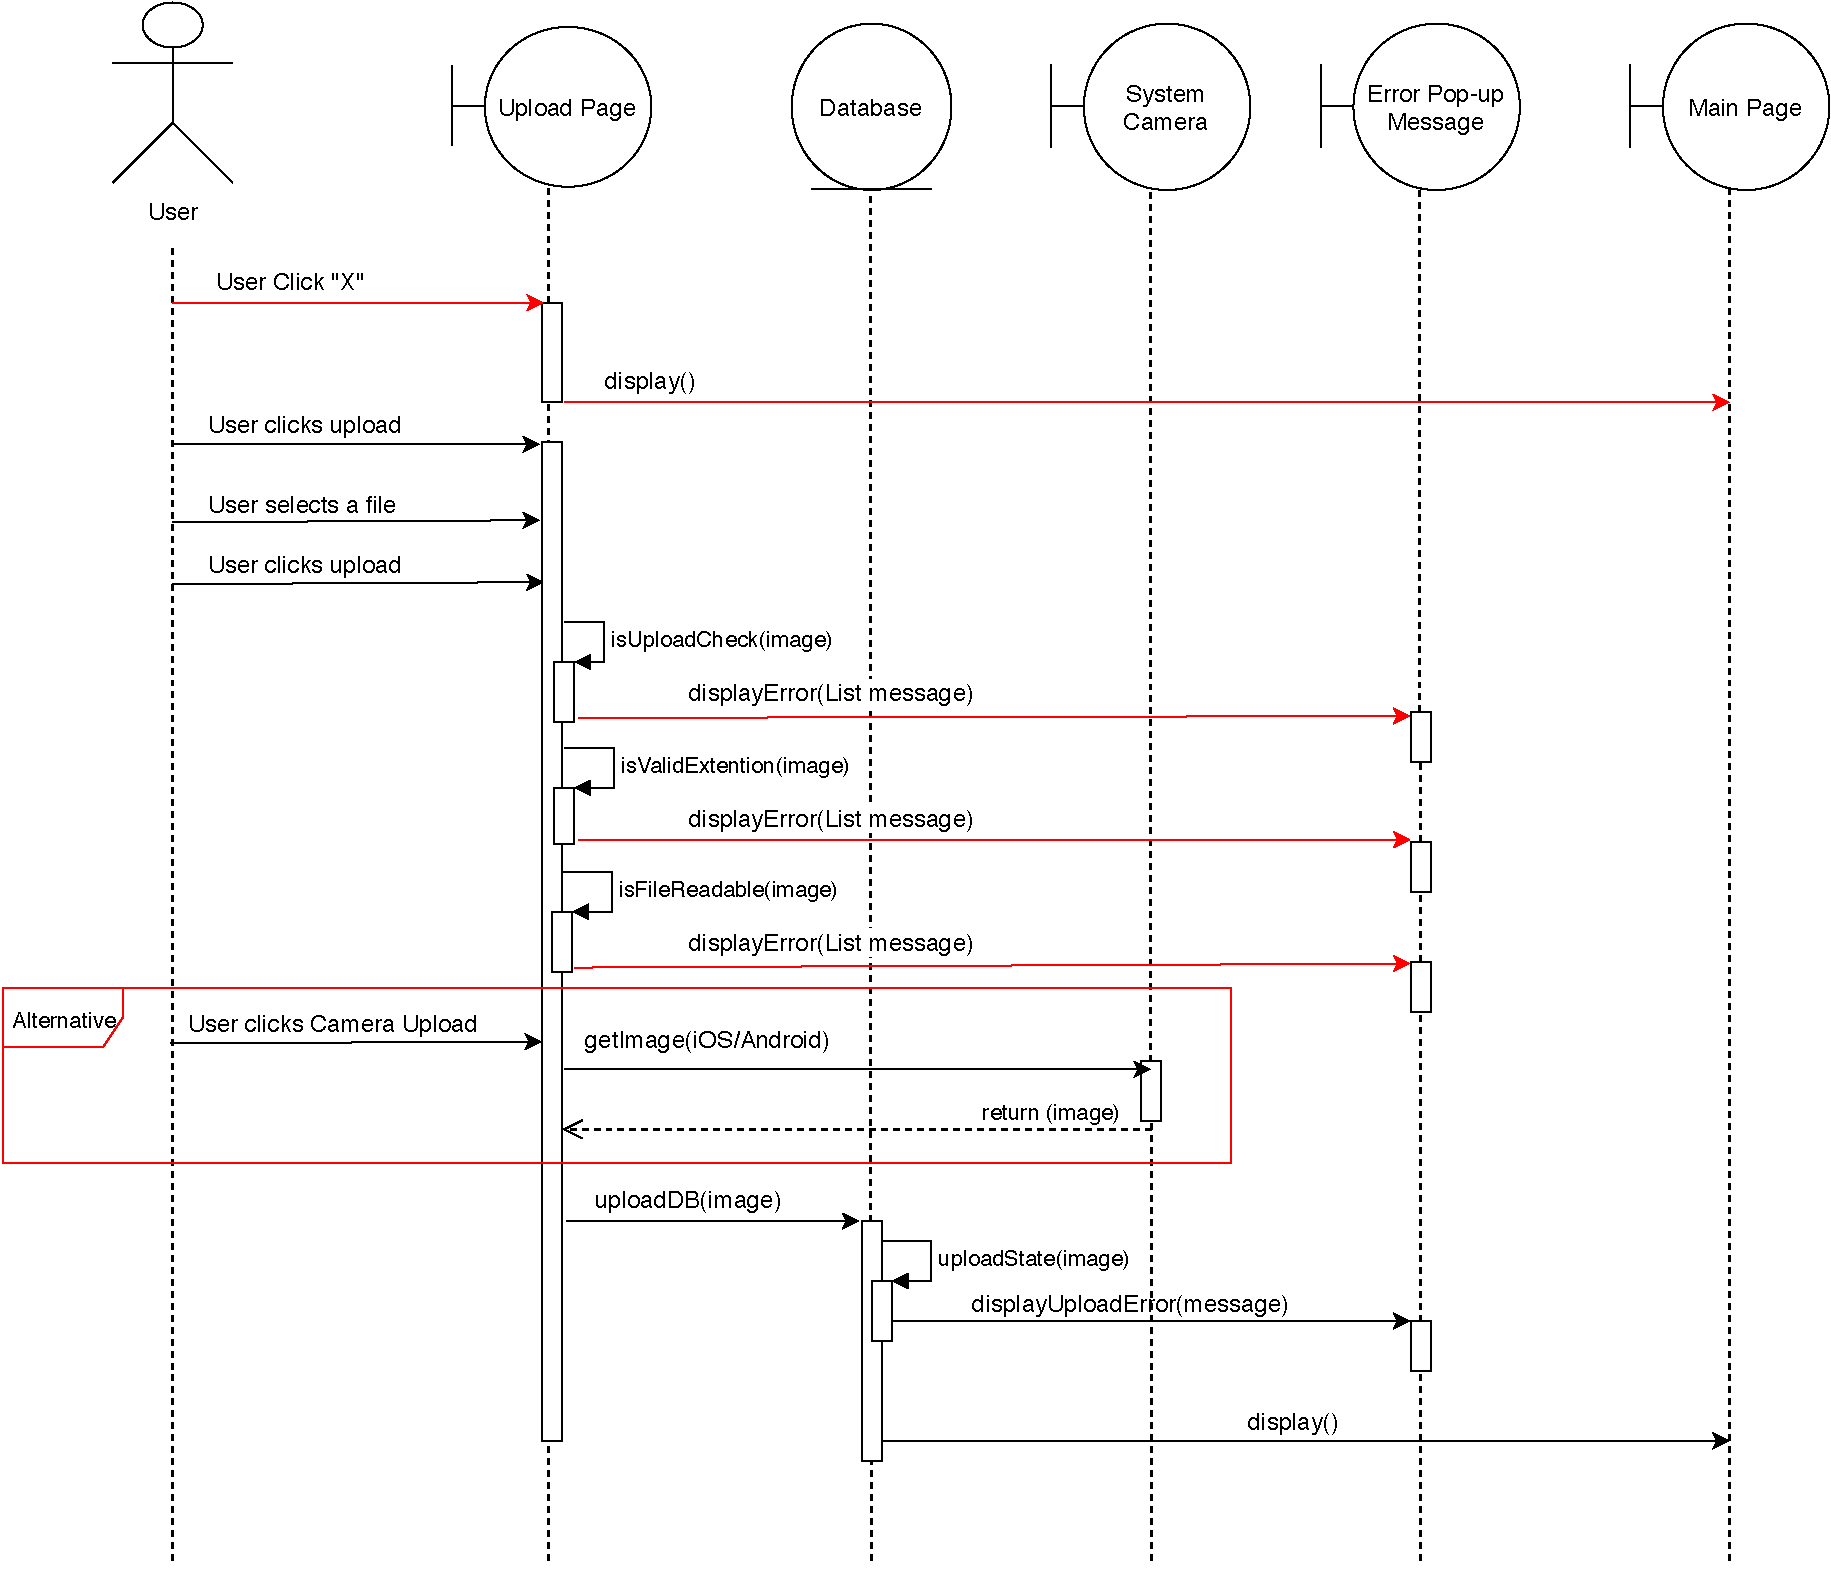 Upload Page
Database
System
Camera
Error Pop-up
Message
Main Page
User
User Click "X"
display()
User clicks upload
User selects a file
User clicks upload
isUploadCheck(image)
displayError(List message)
isValidExtention(image)
displayError(List message)
isFileReadable(image)
displayError(List message)
Alternative
User clicks Camera Upload
getImage(iOS/Android)
return (image)
uploadDB(image)
uploadState(image)
displayUploadError(message)
display()